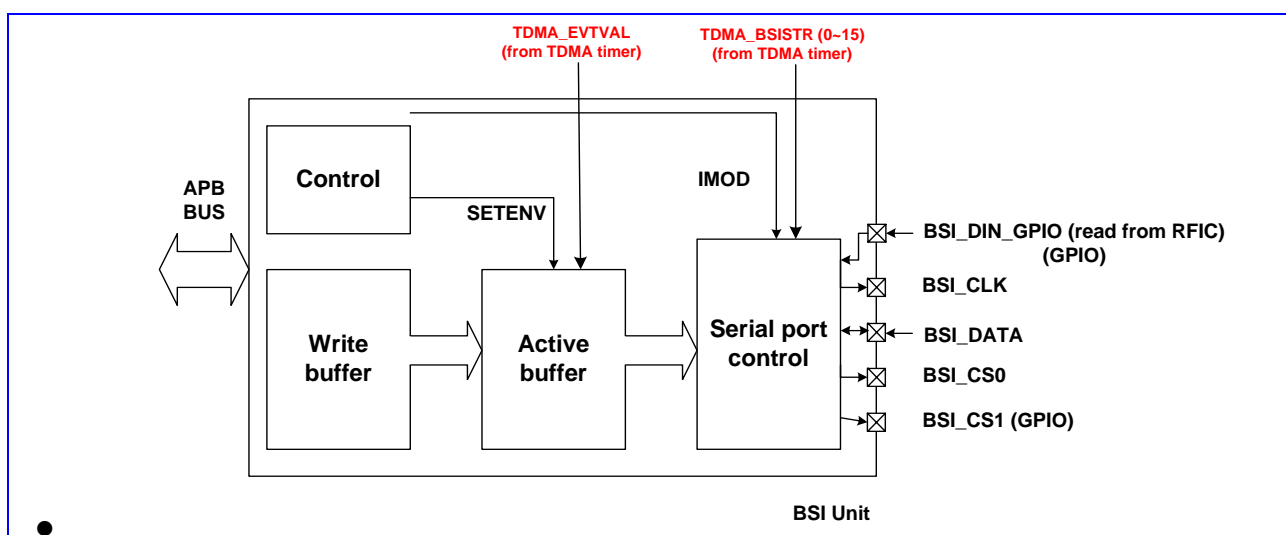 TDMA_EVTVAL
(from TDMA timer)
TDMA_BSISTR (0~15)
(from TDMA timer)
APB
BUS
Control
SETENV
IMOD
Write
buffer
Active
buffer
Serial port
control
BSI_DIN_GPIO (read from RFIC)
(GPIO)
BSI_CLK
BSI_DATA
BSI_CS0
BSI_CS1 (GPIO)
BSI Unit